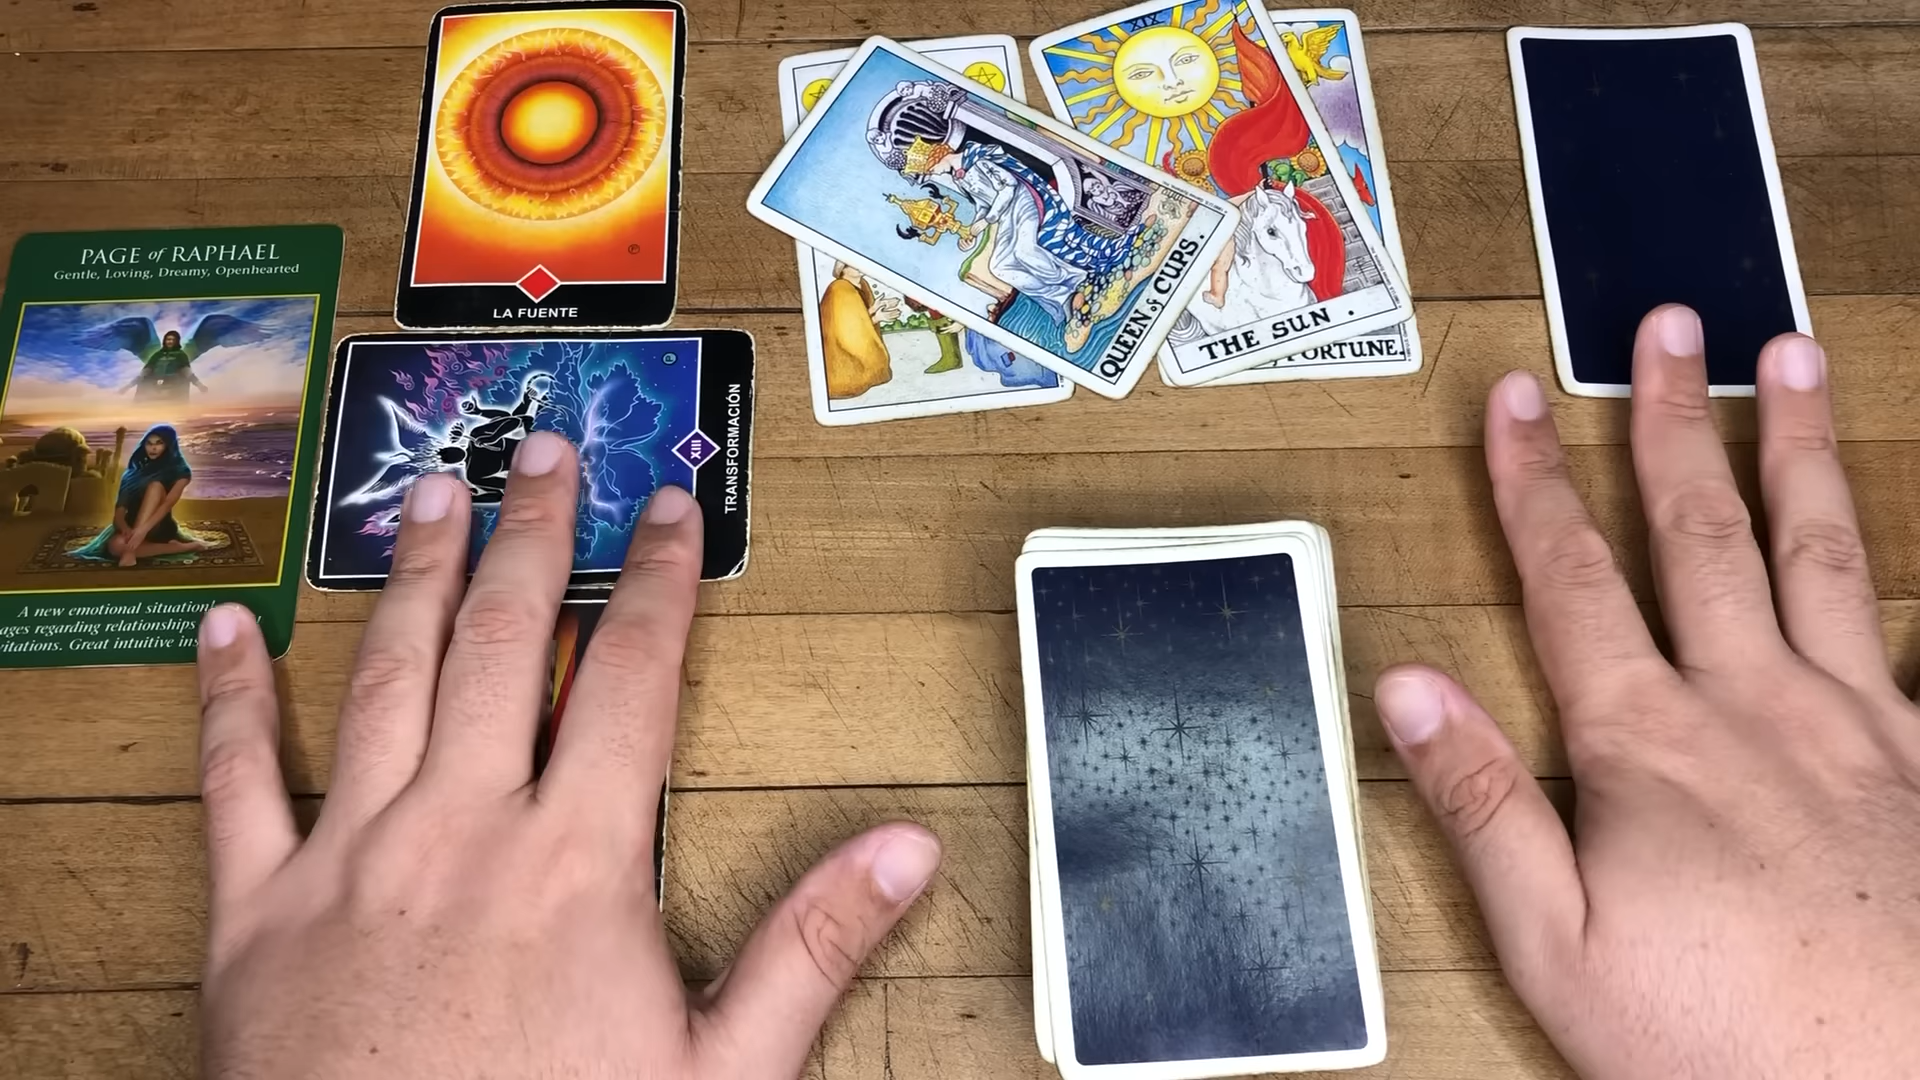 PAGE of RAPHAEL
Gentle, Loving, Dreamy, Openhearted
A new emotional situation!
ages regarding relationships
vitations. Great intuitive ins
LA FUENTE
XIII
TRANSFORMACIÓN
QUEEN of CUPS.
XIX
THE SUN.
FORTUNE.